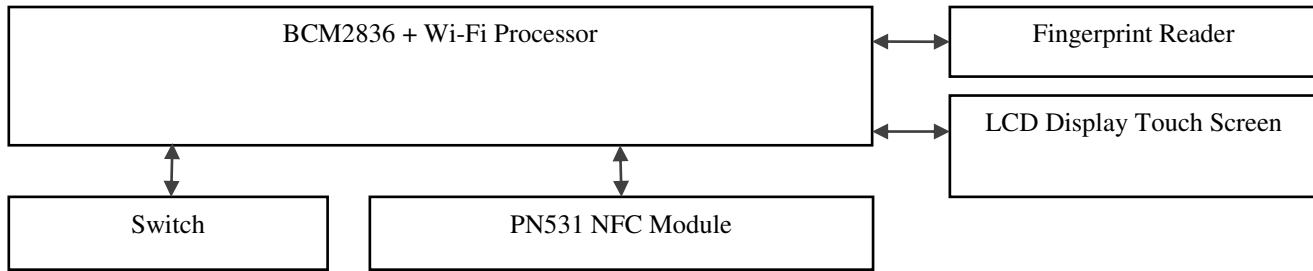 BCM2836 + Wi-Fi Processor
Fingerprint Reader
LCD Display Touch Screen
Switch
PN531 NFC Module